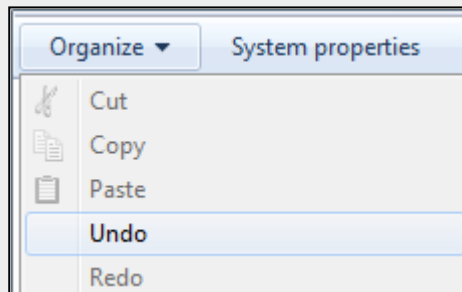 Organize ▼ System properties
Cut
Copy
Paste
Undo
Redo